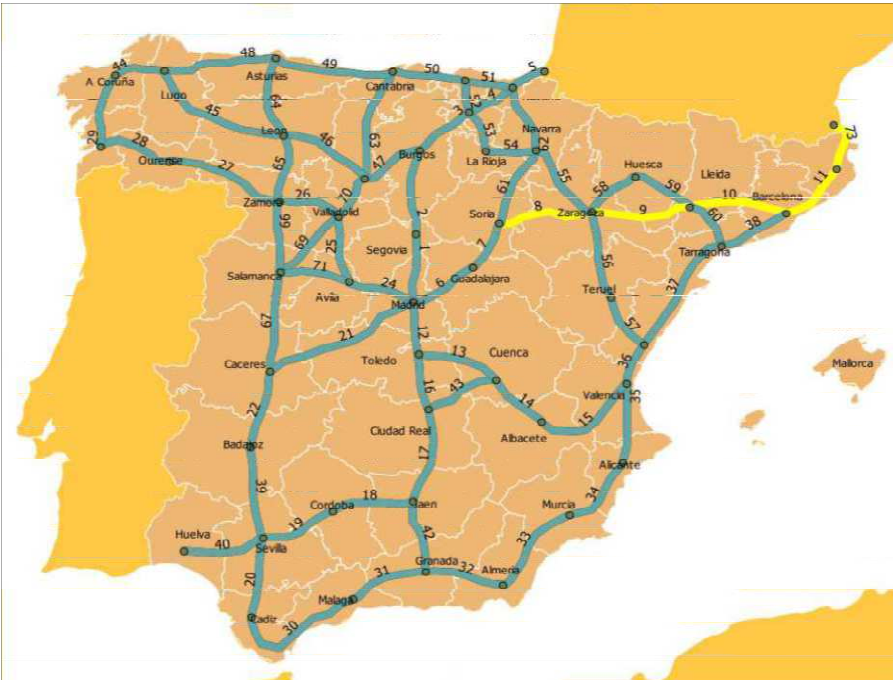 48
44
49
50
51
5
Asturias
Cantabria
A Coruña
Lugo
64
4
52
3
73
45
Leon
46
63
53
54
Navarra
62
29
28
47
Burgos
La Rioja
Ourense
27
65
55
Huesca
58
59
Lleida
11
26
70
61
10
Barcelona
Zamora
Valladolid
2
Soria
8
Zaragoza
9
60
38
66
69
25
Segovia
1
7
Tarragona
Salamanca
71
24
6
Guadalajara
56
Avila
Madrid
Teruel
37
67
21
12
57
Toledo
13
Cuenca
36
Mallorca
Caceres
16
43
Valencia
35
22
14
Ciudad Real
15
Badajoz
17
Albacete
Alicante
39
18
34
Cordoba
Jaen
Murcia
Huelva
19
42
33
40
Sevilla
Granada
31
32
Almeria
20
Malaga
Cadiz
30